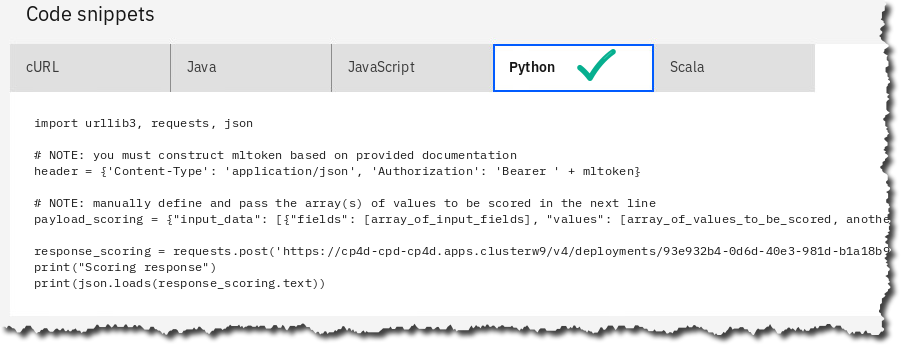 Code snippets
cURL
Java
JavaScript
Python
Scala
import urllib3, requests, json
# NOTE: you must construct mltoken based on provided documentation
header = {'Content-Type': 'application/json', 'Authorization': 'Bearer ' + mltoken}
# NOTE: manually define and pass the array(s) of values to be scored in the next line
payload_scoring = {"input_data": [{"fields": [array_of_input_fields], "values": [array_of_values_to_be_scored, anothe
response_scoring = requests.post('https://cp4d-cpd-cp4d.apps.clusterw9/v4/deployments/93e932b4-0d6d-40e3-981d-b1a18b9
print("Scoring response")
print(json.loads(response_scoring.text))